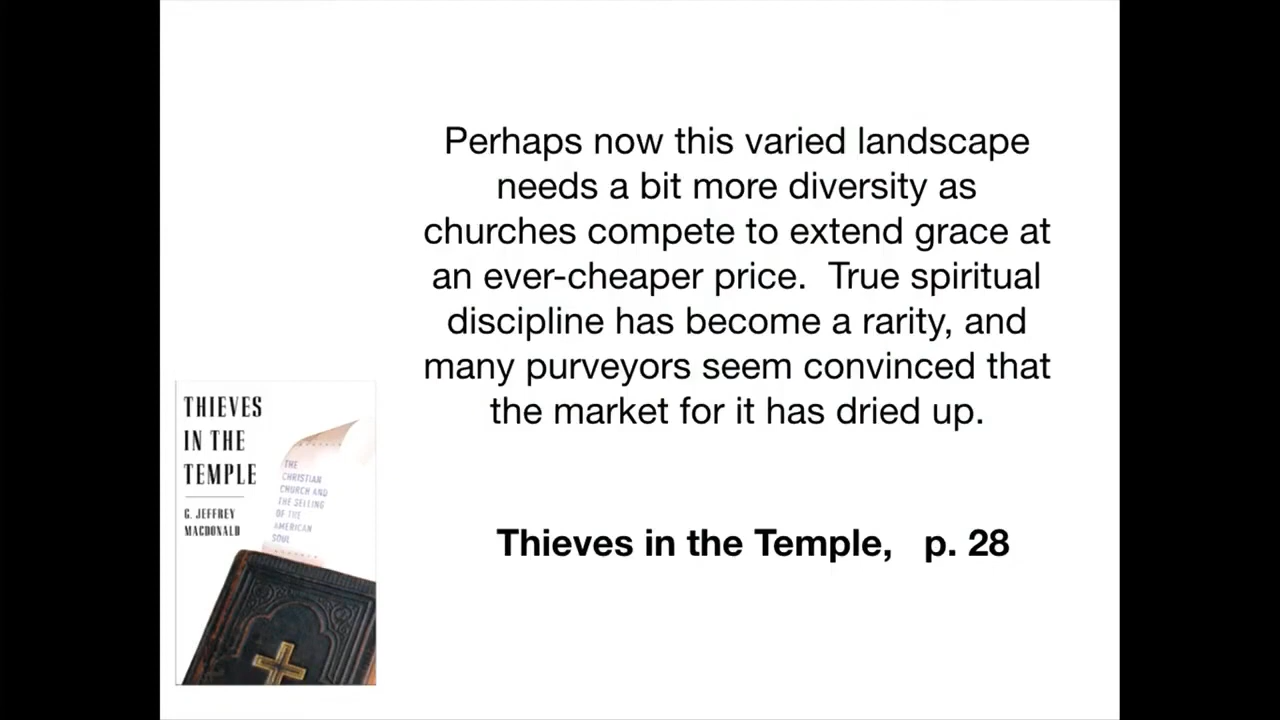 Perhaps now this varied landscape
needs a bit more diversity as
churches compete to extend grace at
an ever-cheaper price.  True spiritual
discipline has become a rarity, and
many purveyors seem convinced that
the market for it has dried up.
Thieves in the Temple,   p. 28
THIEVES
IN THE
TEMPLE
G. JEFFREY
MACDONALD
THE
CHRISTIAN
CHURCH AND
THE SELLING
OF THE
AMERICAN
SOUL